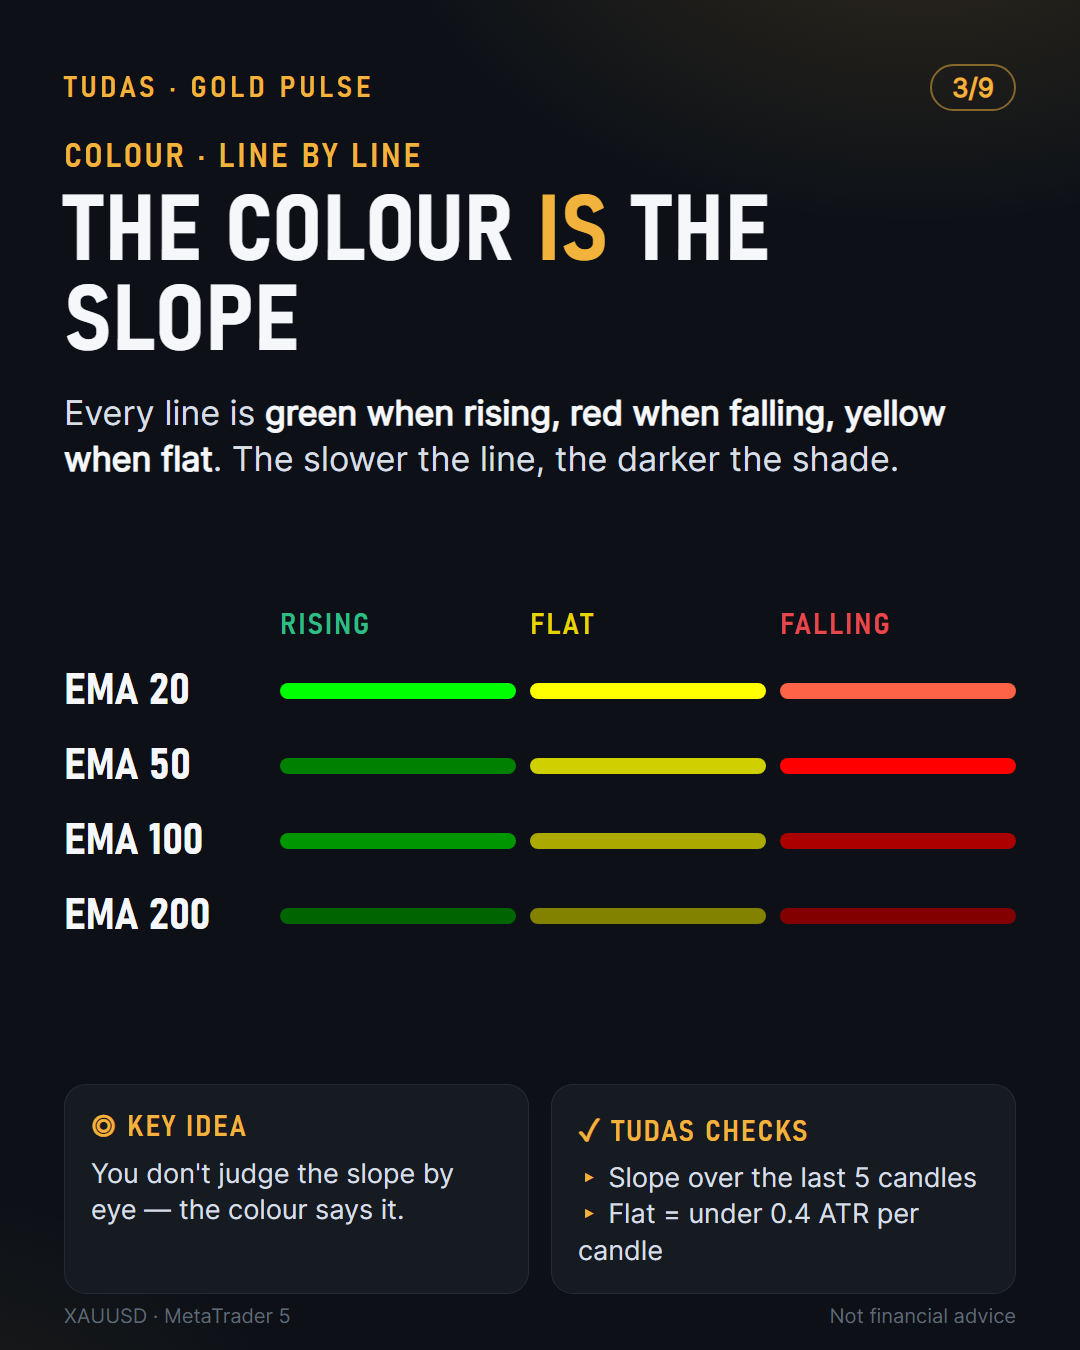 TUDAS · GOLD PULSE
3/9
COLOUR · LINE BY LINE
THE COLOUR IS THE
SLOPE
Every line is green when rising, red when falling, yellow
when flat. The slower the line, the darker the shade.
RISING FLAT FALLING
EMA 20
EMA 50
EMA 100
EMA 200
◎ KEY IDEA
You don't judge the slope by
eye — the colour says it.
✓ TUDAS CHECKS
▸ Slope over the last 5 candles
▸ Flat = under 0.4 ATR per
candle
XAUUSD · MetaTrader 5
Not financial advice